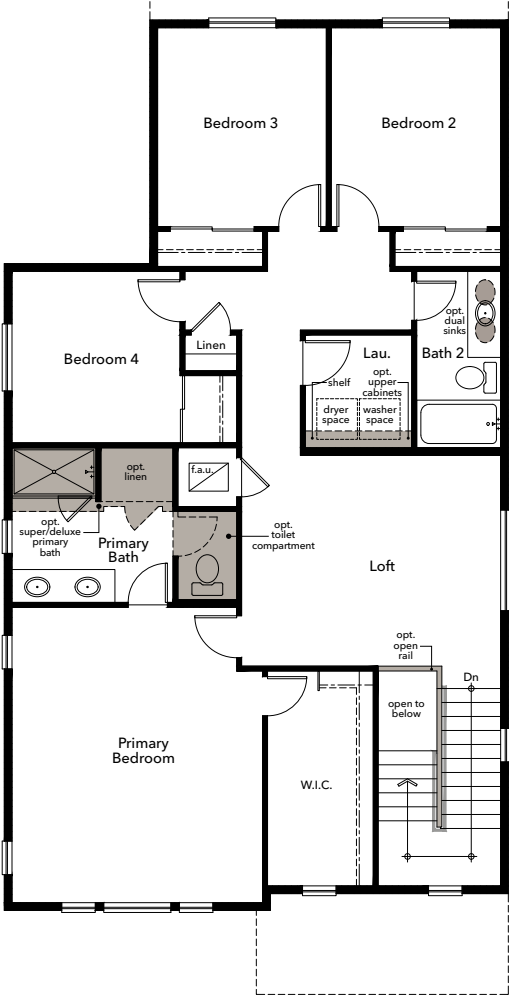 Bedroom 3
Bedroom 2
opt.
dual
sinks
Linen
Lau.
Bath 2
Bedroom 4
opt.
upper
cabinets
shelf
dryer
space
washer
space
f.a.u.
opt.
linen
opt.
super/deluxe
primary
bath
Primary
Bath
opt.
toilet
compartment
Loft
opt.
open
rail
Dn
open to
below
Primary
Bedroom
W.I.C.